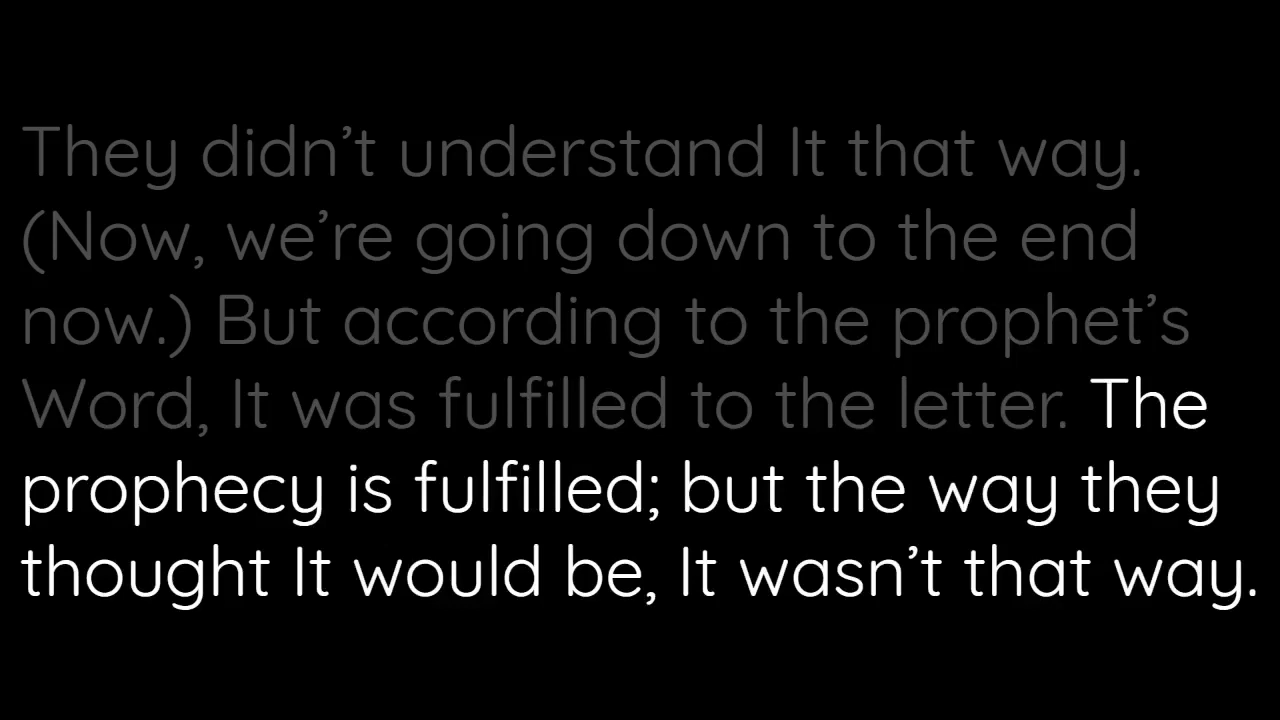 They didn’t understand It that way.
(Now, we’re going down to the end
now.) But according to the prophet’s
Word, It was fulfilled to the letter. The
prophecy is fulfilled; but the way they
thought It would be, It wasn’t that way.